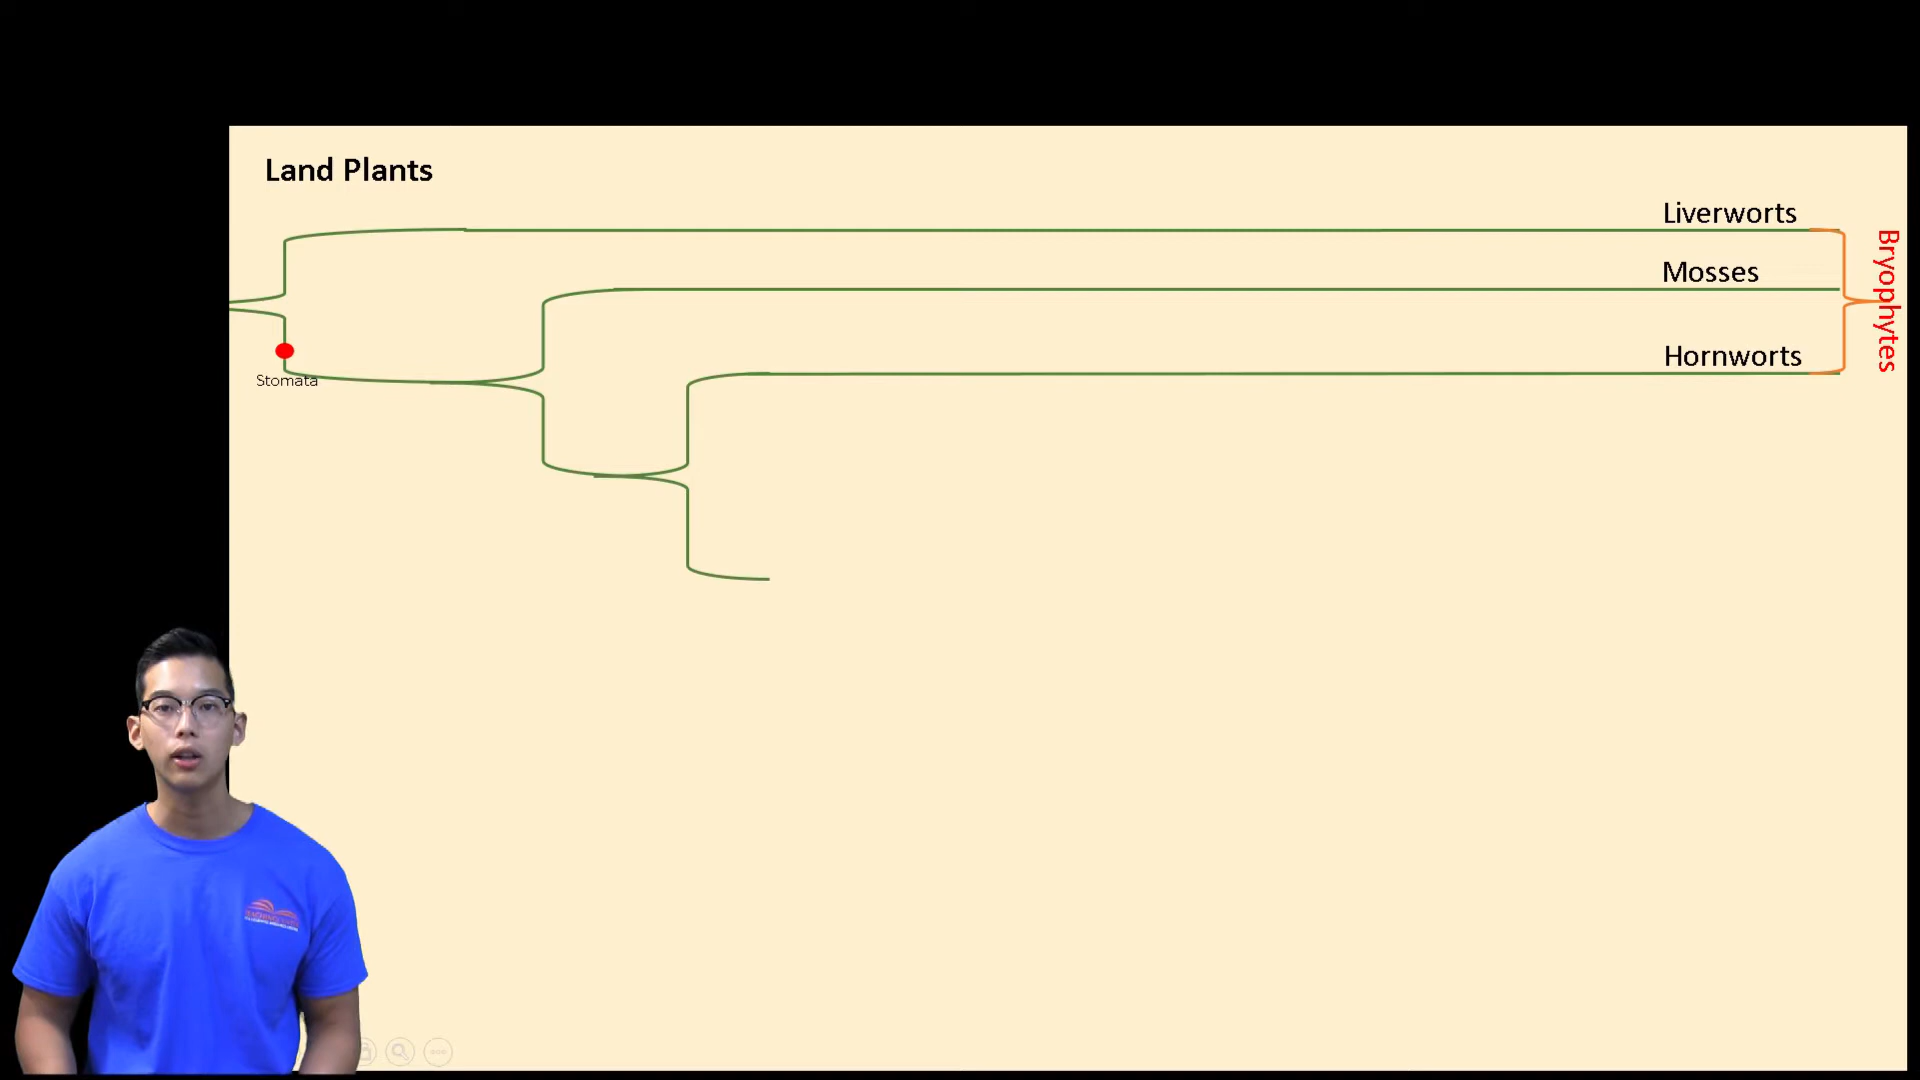 Land Plants
Liverworts
Mosses
Hornworts
Bryophytes
Stomata